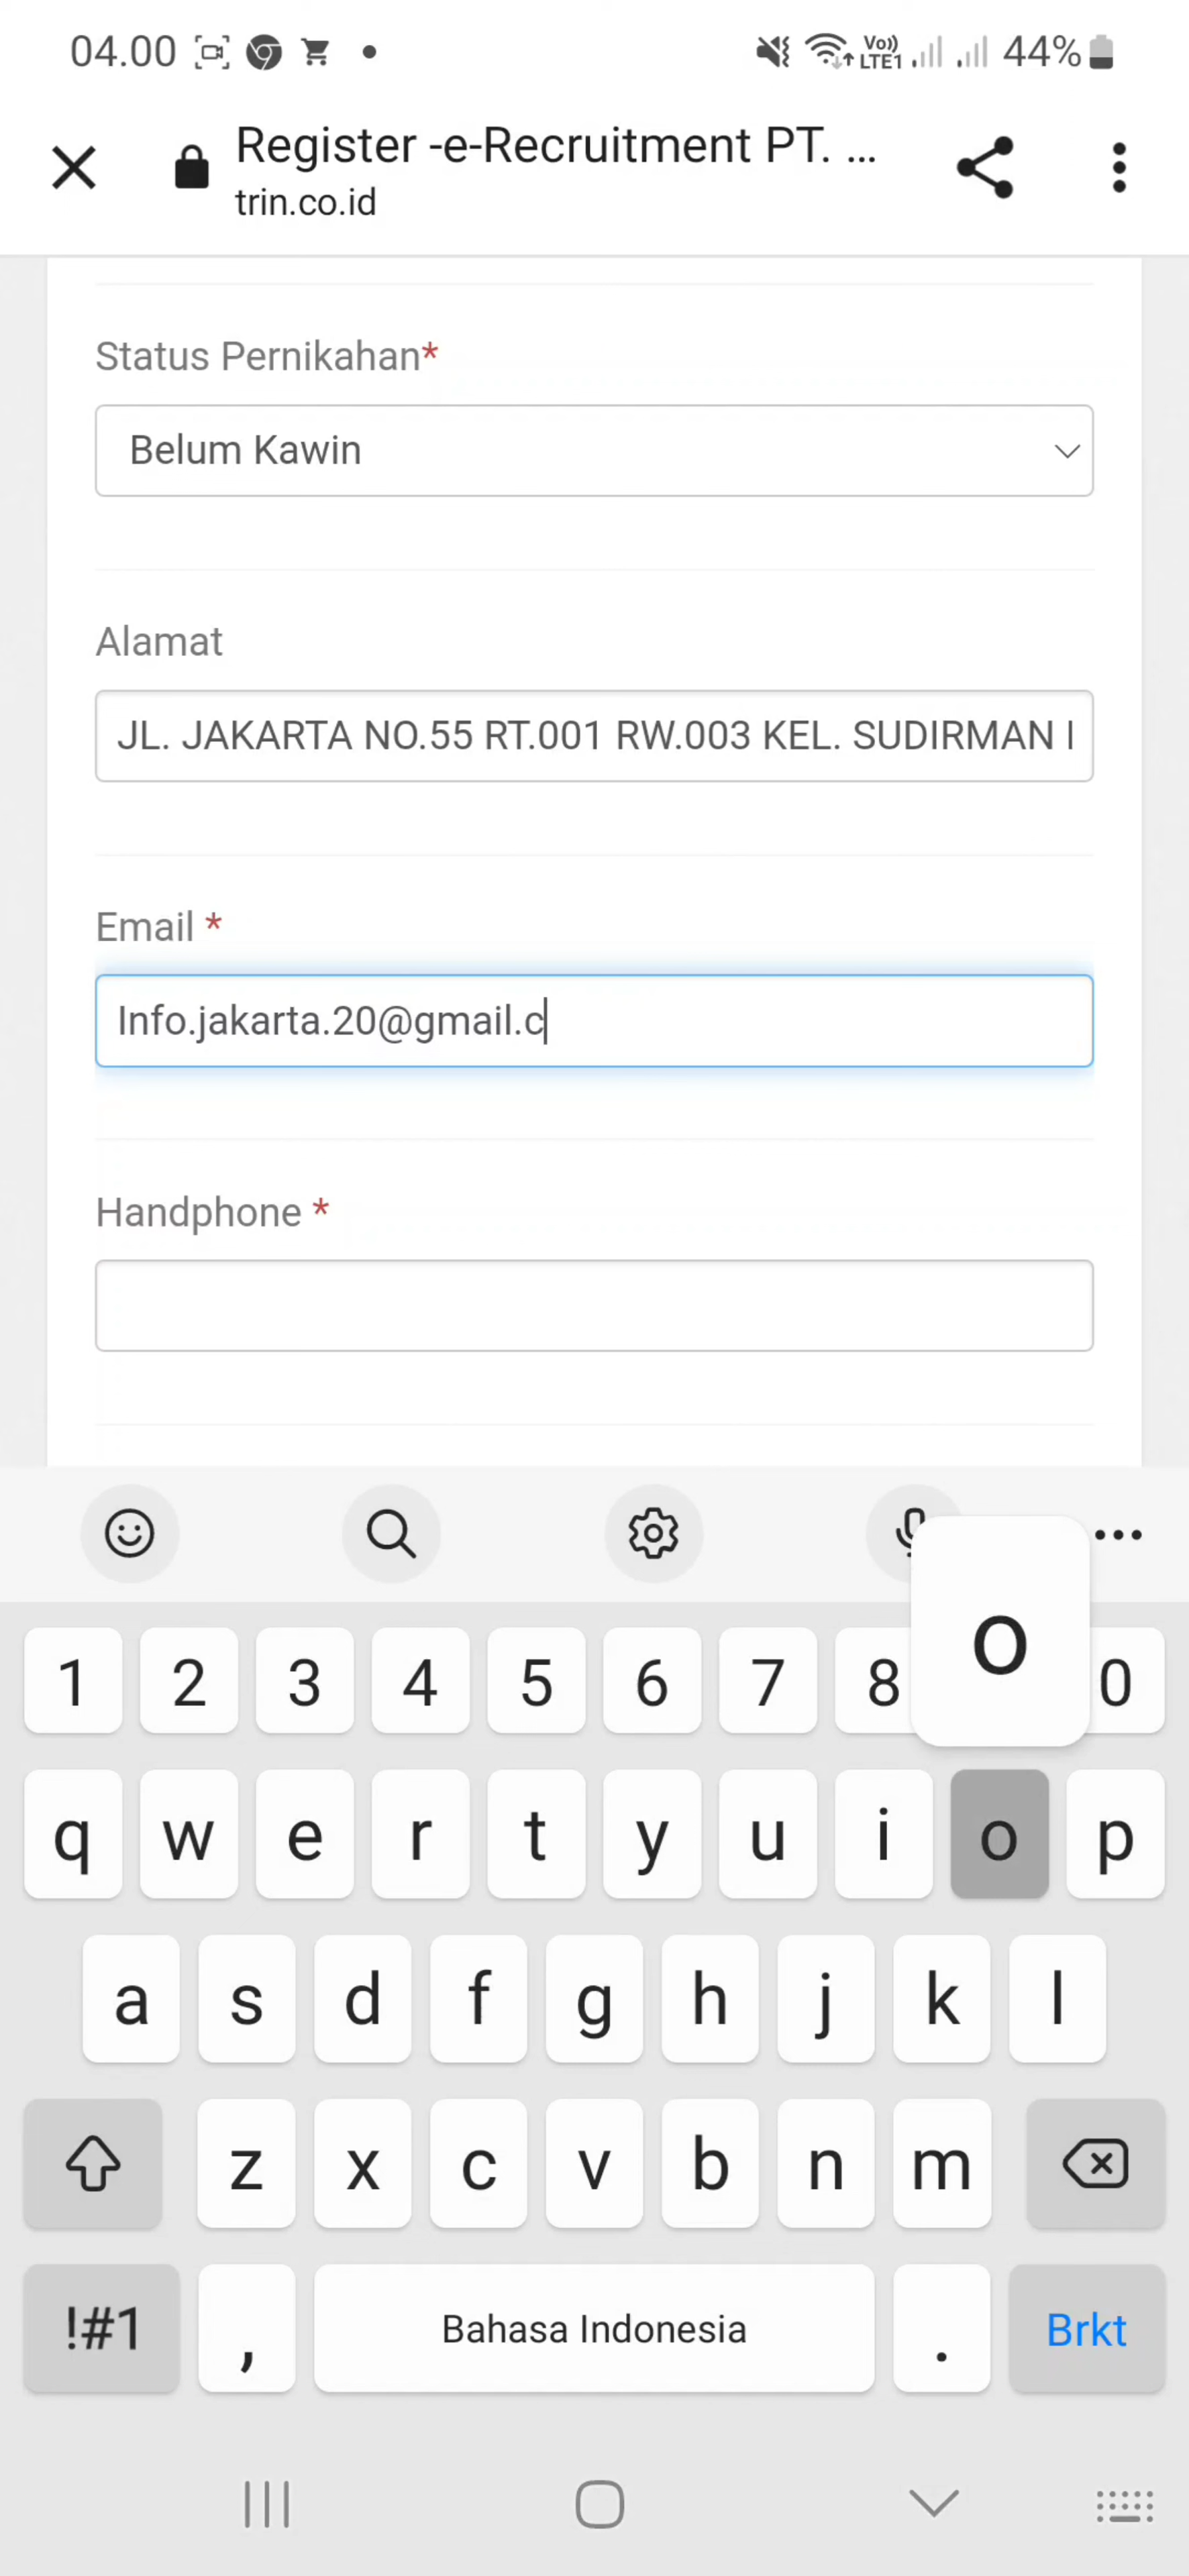 04.00
Vo))
LTE1
44%
Register -e-Recruitment PT. ...
trin.co.id
Status Pernikahan*
Belum Kawin
Alamat
JL. JAKARTA NO.55 RT.001 RW.003 KEL. SUDIRMAN
Email *
Info.jakarta.20@gmail.c
Handphone *
o
1 2 3 4 5 6 7 8 0
q w e r t y u i o p
a s d f g h j k l
z x c v b n m
!#1 , Bahasa Indonesia . Brkt